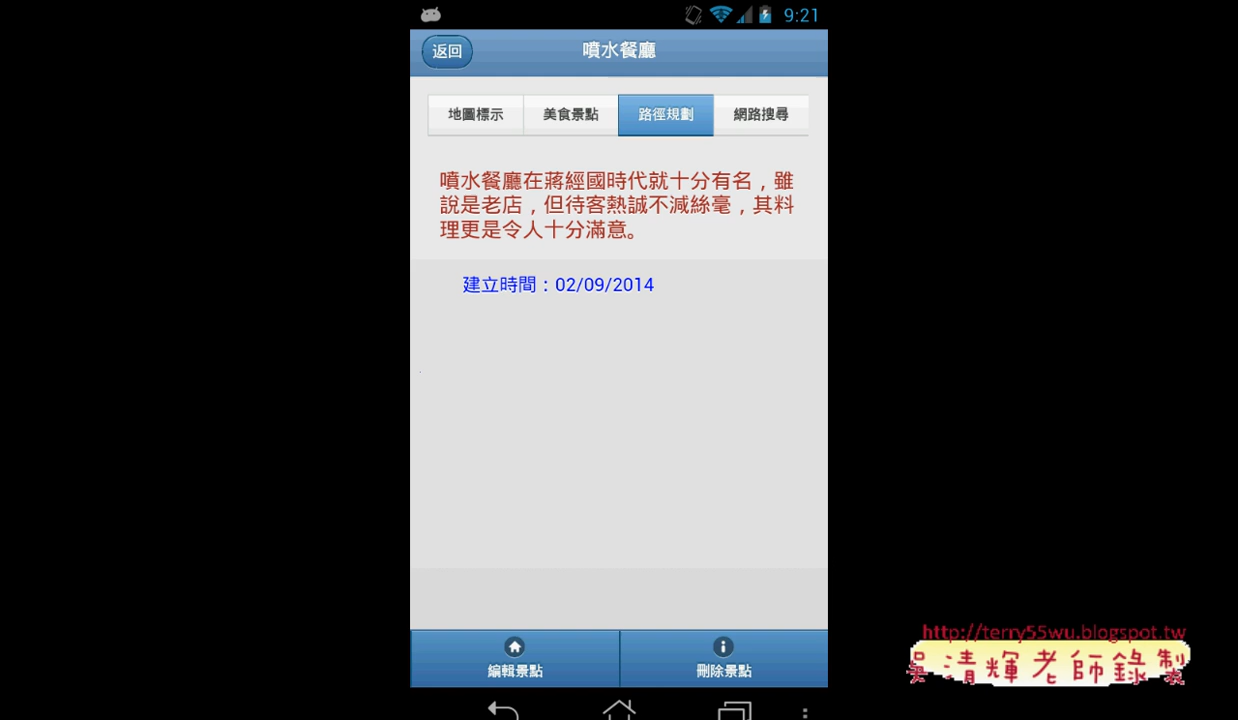 9:21
返回
噴水餐廳
地圖標示
美食景點
路徑規劃
網路搜尋
噴水餐廳在蔣經國時代就十分有名，雖
說是老店，但待客熱誠不減絲毫，其料
理更是令人十分滿意。
建立時間：02/09/2014
編輯景點
刪除景點
http://terry55wu.blogspot.tw
吳清輝老師錄製